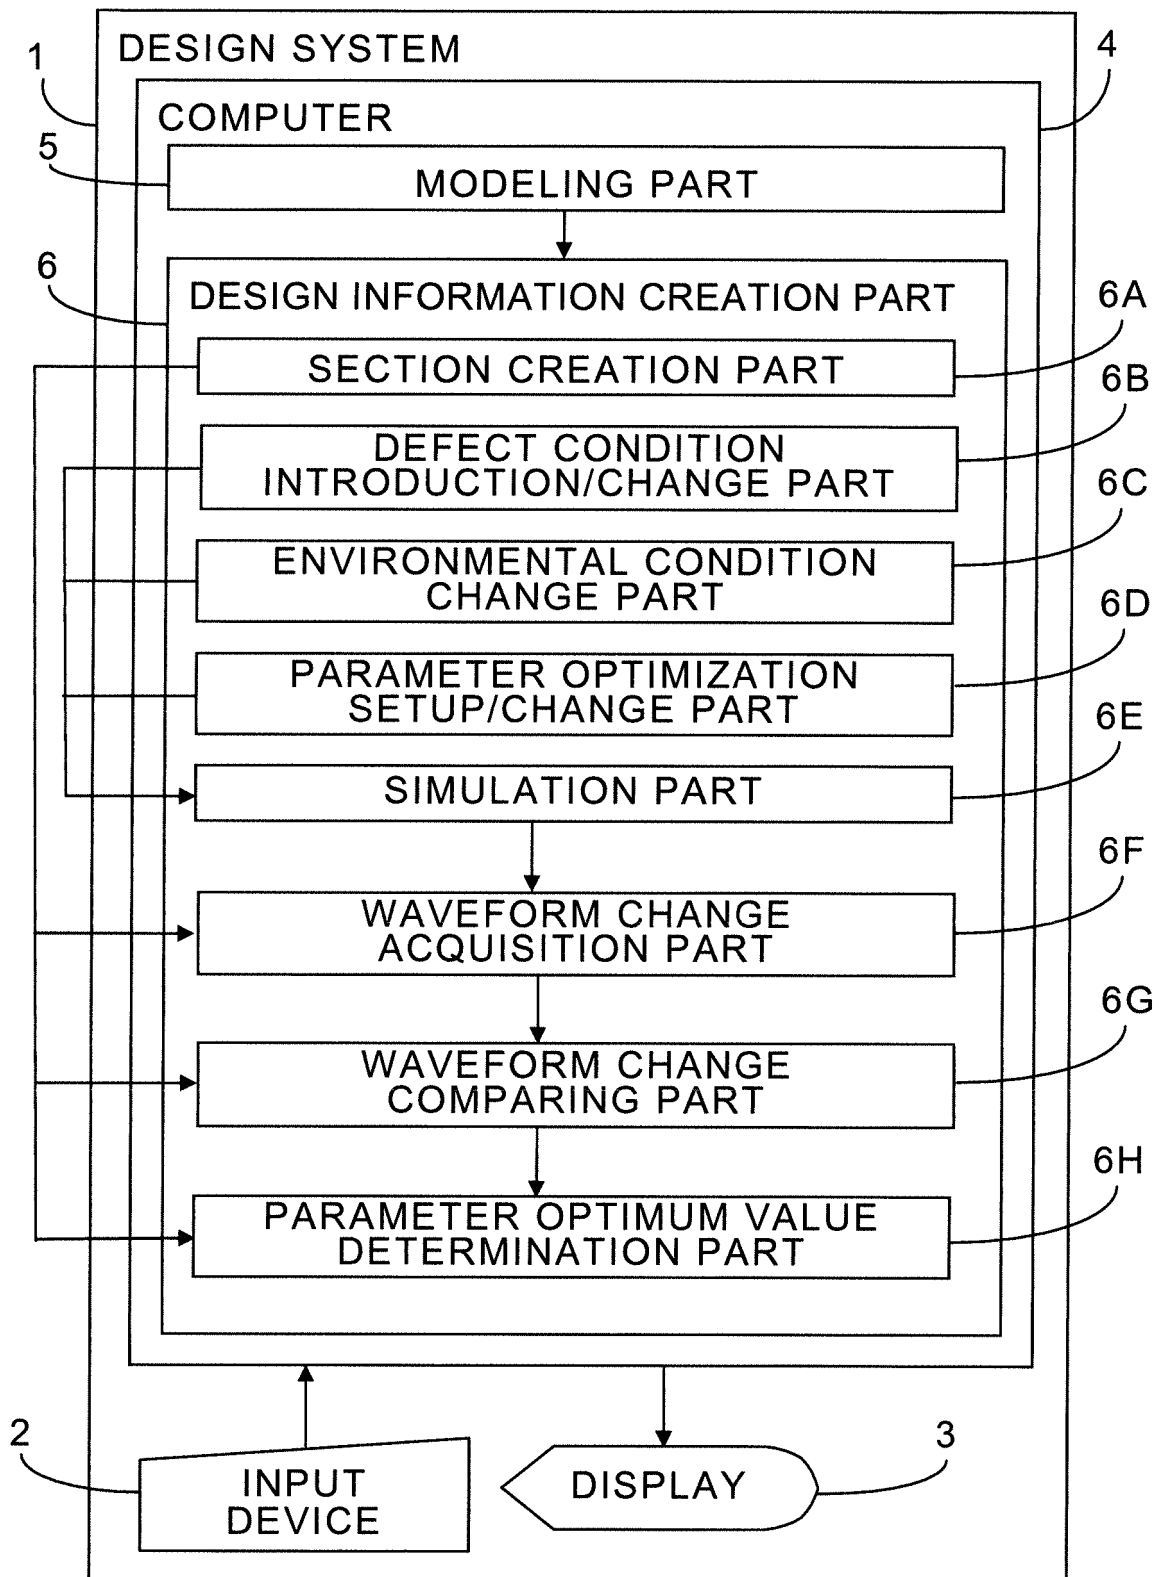 DESIGN SYSTEM
1
4
COMPUTER
5
MODELING PART
6
DESIGN INFORMATION CREATION PART
6A
SECTION CREATION PART
6B
DEFECT CONDITION
INTRODUCTION/CHANGE PART
6C
ENVIRONMENTAL CONDITION
CHANGE PART
6D
PARAMETER OPTIMIZATION
SETUP/CHANGE PART
6E
SIMULATION PART
6F
WAVEFORM CHANGE
ACQUISITION PART
6G
WAVEFORM CHANGE
COMPARING PART
6H
PARAMETER OPTIMUM VALUE
DETERMINATION PART
2
INPUT
DEVICE
3
DISPLAY